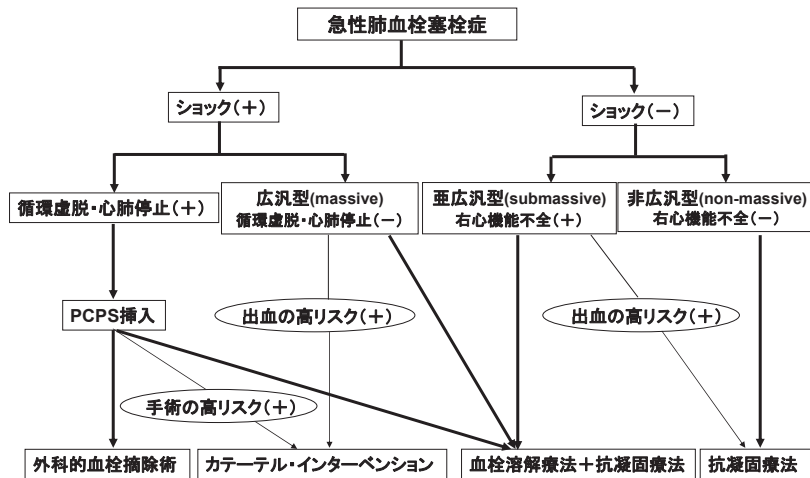 急性肺血栓塞栓症
ショック(+)
ショック(-)
循環虚脱・心肺停止(+)
広汎型(massive)
循環虚脱・心肺停止(-)
亜広汎型(submassive)
右心機能不全(+)
非広汎型(non-massive)
右心機能不全(-)
PCPS挿入
出血の高リスク(+)
出血の高リスク(+)
手術の高リスク(+)
外科的血栓摘除術
カテーテル・インターベンション
血栓溶解療法+抗凝固療法
抗凝固療法